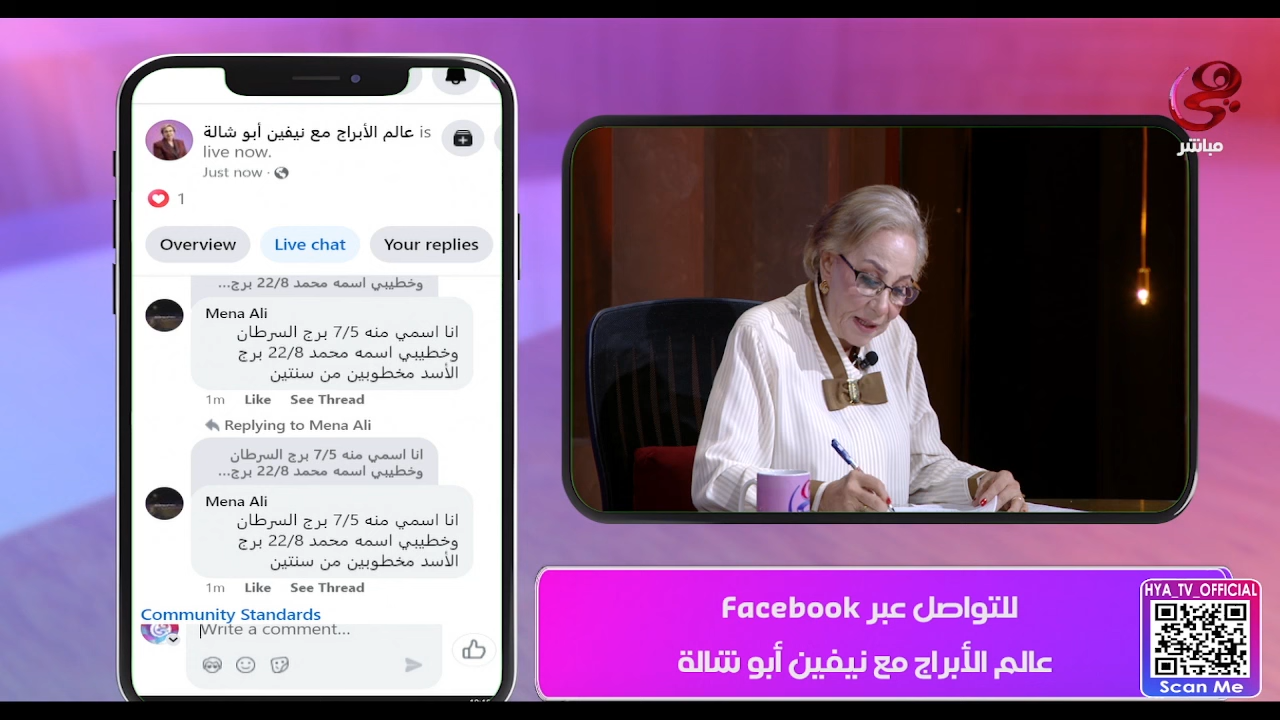 عالم الأبراج مع نيفين أبو شالة is
live now.
Just now ·
1
Overview
Live chat
Your replies
وخطيبي اسمه محمد 22/8 برج...
Mena Ali
انا اسمي منه 7/5 برج السرطان
وخطيبي اسمه محمد 22/8 برج
الأسد مخطوبين من سنتين
1m Like See Thread
Replying to Mena Ali
انا اسمي منه 7/5 برج السرطان
وخطيبي اسمه محمد 22/8 برج...
Mena Ali
انا اسمي منه 7/5 برج السرطان
وخطيبي اسمه محمد 22/8 برج
الأسد مخطوبين من سنتين
1m Like See Thread
Community Standards
Write a comment...
هي
مباشر
للتواصل عبر Facebook
عالم الأبراج مع نيفين أبو شالة
HYA_TV_OFFICIAL
Scan Me